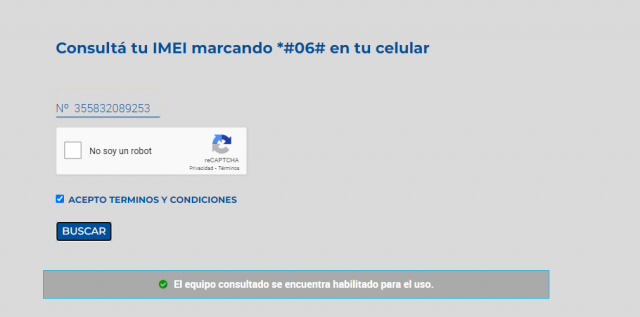 Consultá tu IMEI marcando *#06# en tu celular
Nº 355832089253
No soy un robot
reCAPTCHA
Privacidad - Términos
ACEPTO TERMINOS Y CONDICIONES
BUSCAR
El equipo consultado se encuentra habilitado para el uso.